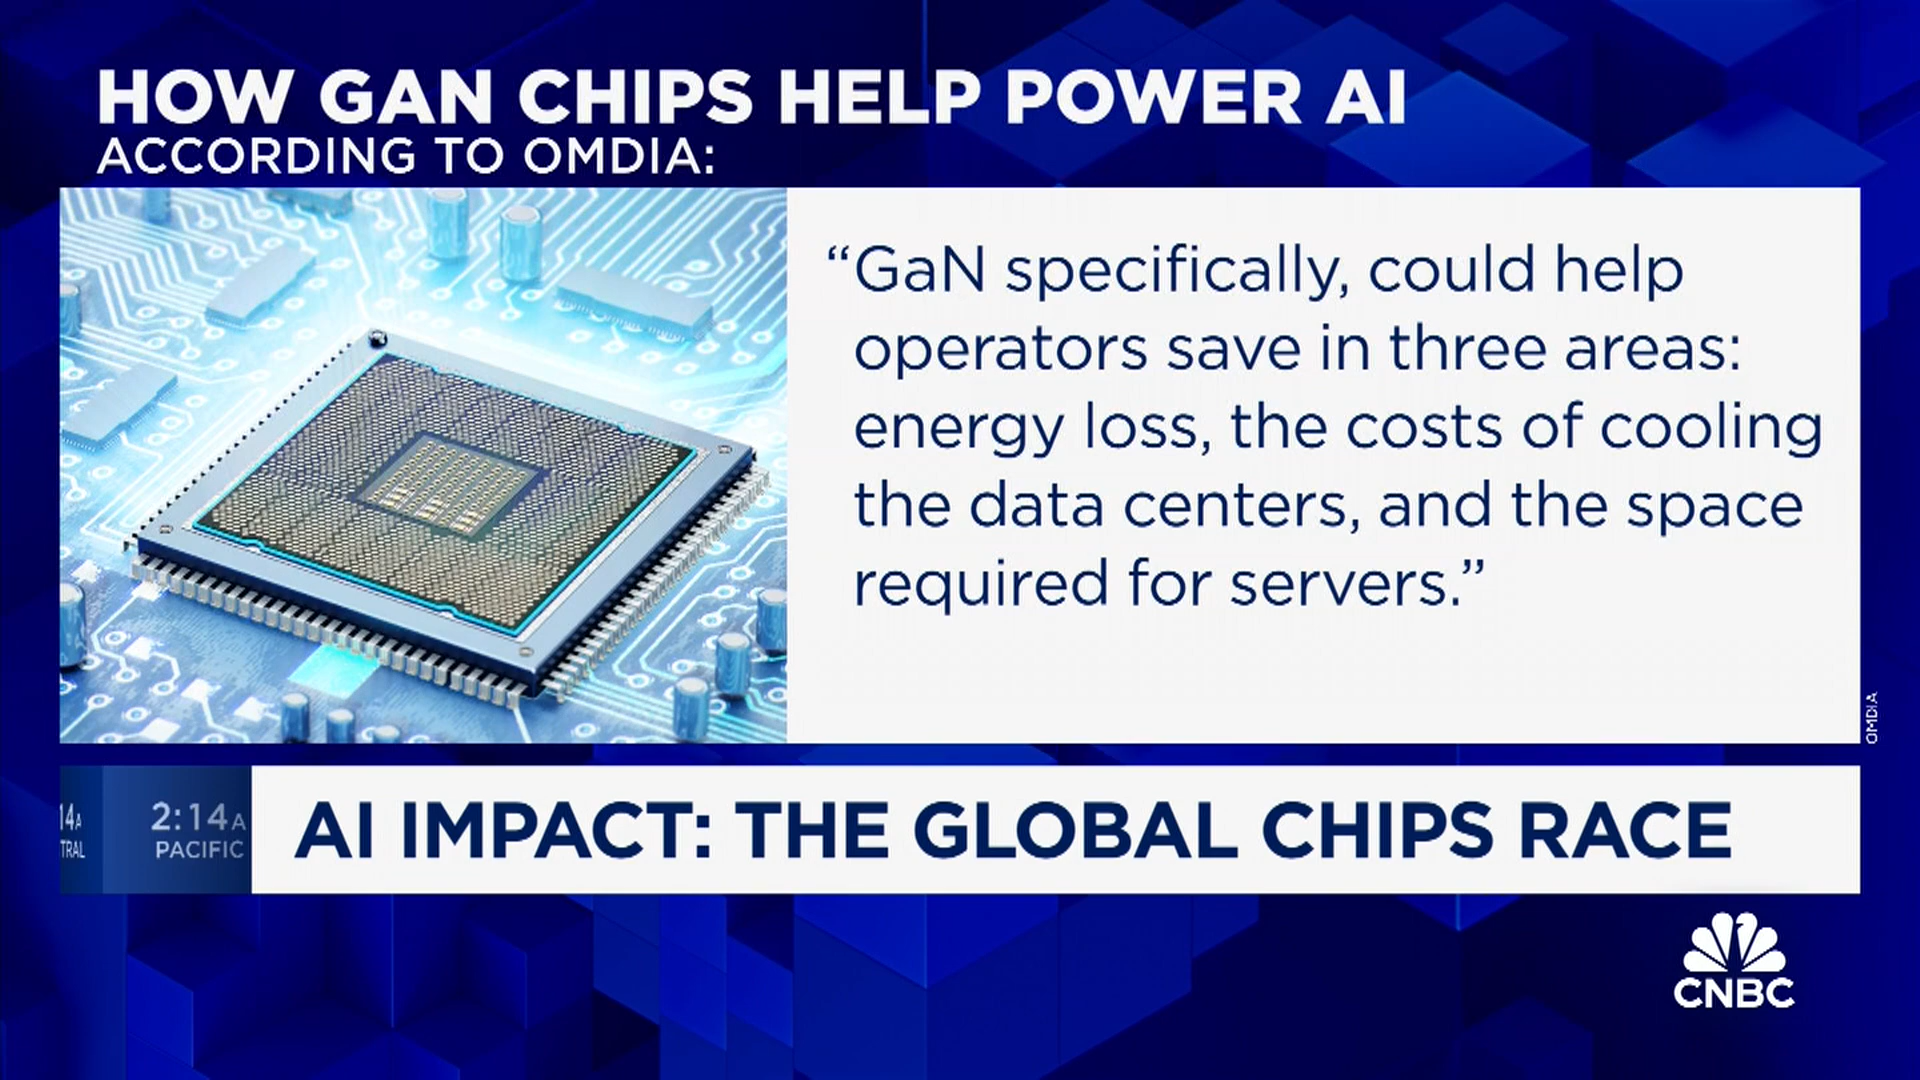 HOW GAN CHIPS HELP POWER AI
ACCORDING TO OMDIA:
“GaN specifically, could help
operators save in three areas:
energy loss, the costs of cooling
the data centers, and the space
required for servers.”
OMDIA
14A
TRAL
2:14A
PACIFIC
AI IMPACT: THE GLOBAL CHIPS RACE
CNBC